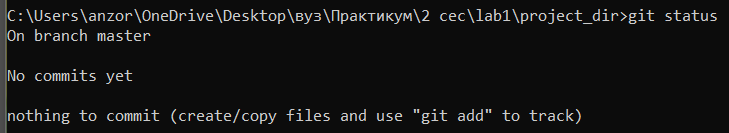 C:\Users\anzor\OneDrive\Desktop\вуз\Практикум\2 сес\lab1\project_dir>git status
On branch master
No commits yet
nothing to commit (create/copy files and use "git add" to track)